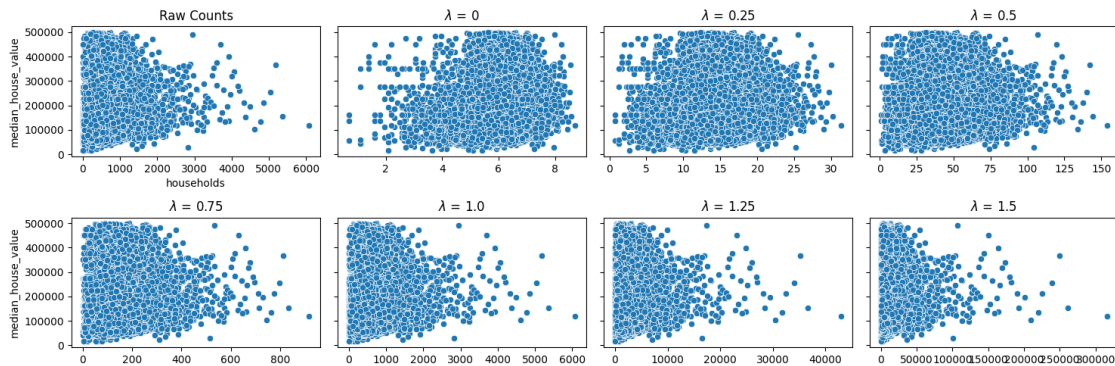 Raw Counts
λ = 0
λ = 0.25
λ = 0.5
median_house_value
500000
400000
300000
200000
100000
0
0 1000 2000 3000 4000 5000 6000
households
2 4 6 8
0 5 10 15 20 25 30
0 25 50 75 100 125 150
λ = 0.75
λ = 1.0
λ = 1.25
λ = 1.5
median_house_value
500000
400000
300000
200000
100000
0
0 200 400 600 800
0 1000 2000 3000 4000 5000 6000
0 10000 20000 30000 40000
0 50000 100000 150000 200000 250000 300000